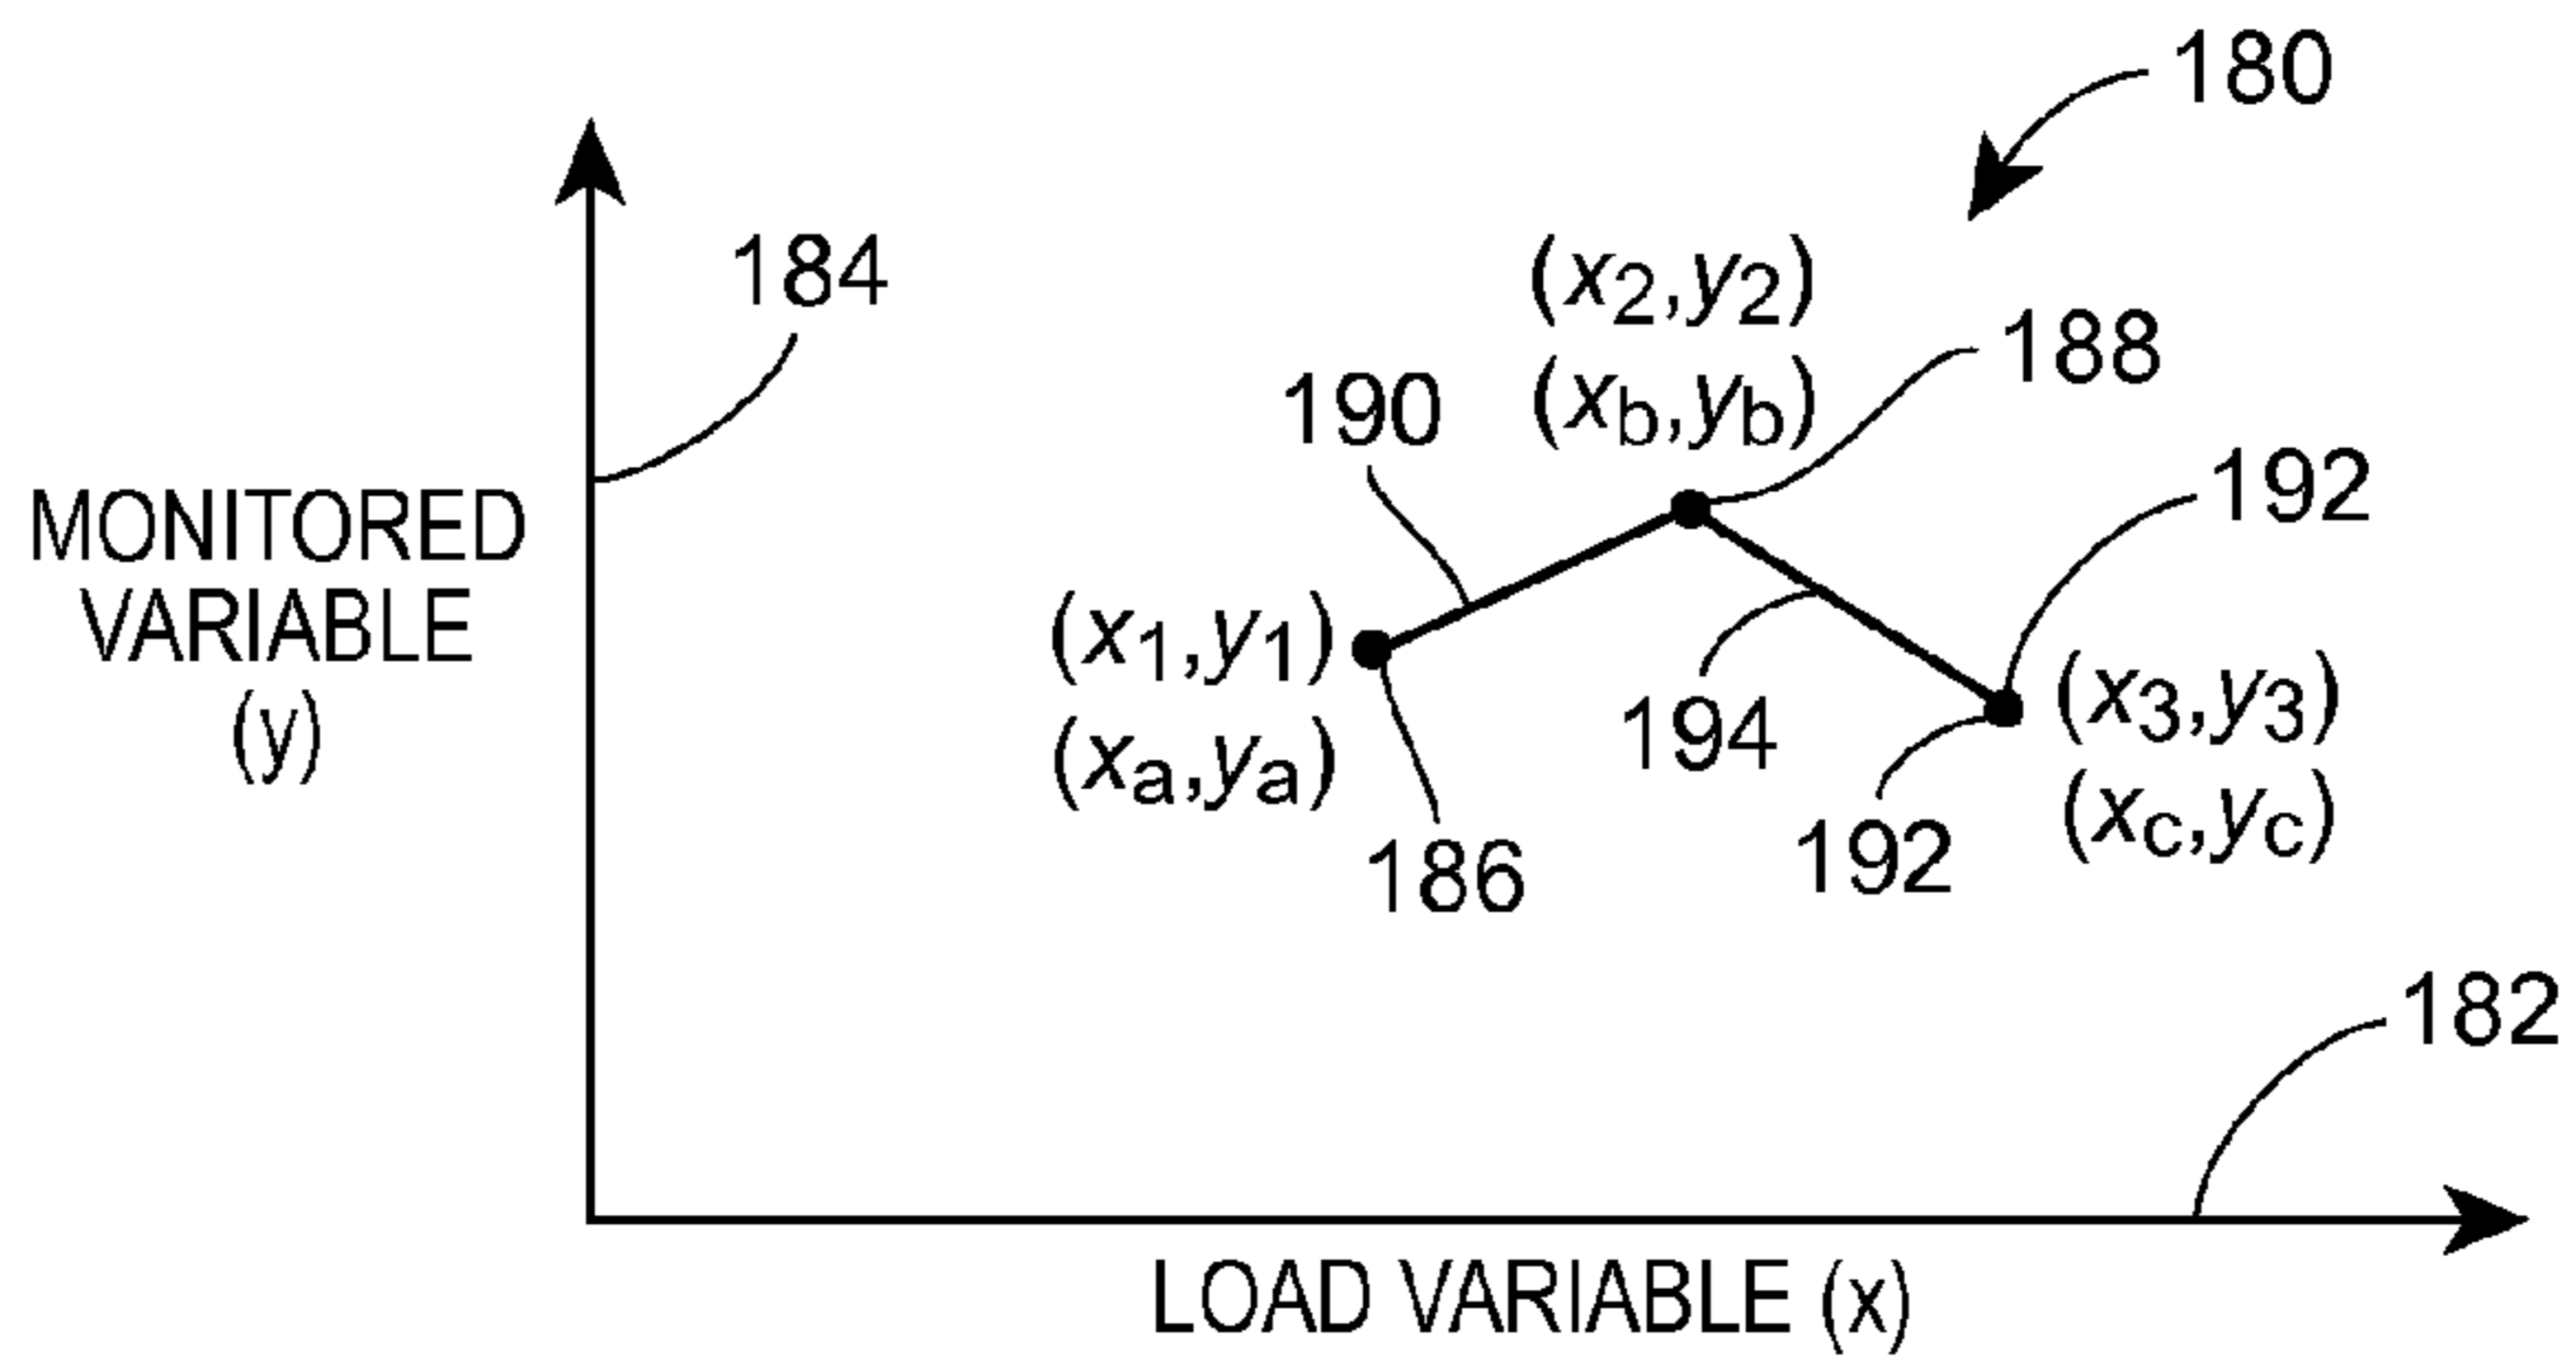 180
184
(x2,y2)
188
(xb,yb)
190
192
MONITORED
VARIABLE
(y)
(x1,y1)
(xa,ya)
194
(x3,y3)
(xc,yc)
186
192
182
LOAD VARIABLE (x)